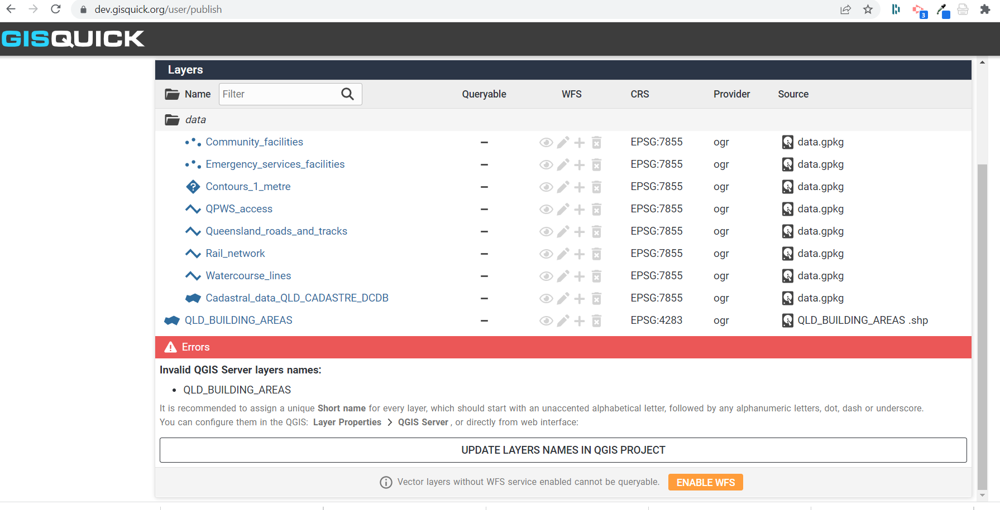 dev.gisquick.org/user/publish
3
GISQUICK
Layers
Name Filter Queryable WFS CRS Provider Source
data
Community_facilities – EPSG:7855 ogr data.gpkg
Emergency_services_facilities – EPSG:7855 ogr data.gpkg
? Contours_1_metre – EPSG:7855 ogr data.gpkg
QPWS_access – EPSG:7855 ogr data.gpkg
Queensland_roads_and_tracks – EPSG:7855 ogr data.gpkg
Rail_network – EPSG:7855 ogr data.gpkg
Watercourse_lines – EPSG:7855 ogr data.gpkg
Cadastral_data_QLD_CADASTRE_DCDB – EPSG:7855 ogr data.gpkg
QLD_BUILDING_AREAS – EPSG:4283 ogr QLD_BUILDING_AREAS .shp
Errors
Invalid QGIS Server layers names:
• QLD_BUILDING_AREAS
It is recommended to assign a unique Short name for every layer, which should start with an unaccented alphabetical letter, followed by any alphanumeric letters, dot, dash or underscore.
You can configure them in the QGIS: Layer Properties > QGIS Server , or directly from web interface:
UPDATE LAYERS NAMES IN QGIS PROJECT
Vector layers without WFS service enabled cannot be queryable. ENABLE WFS